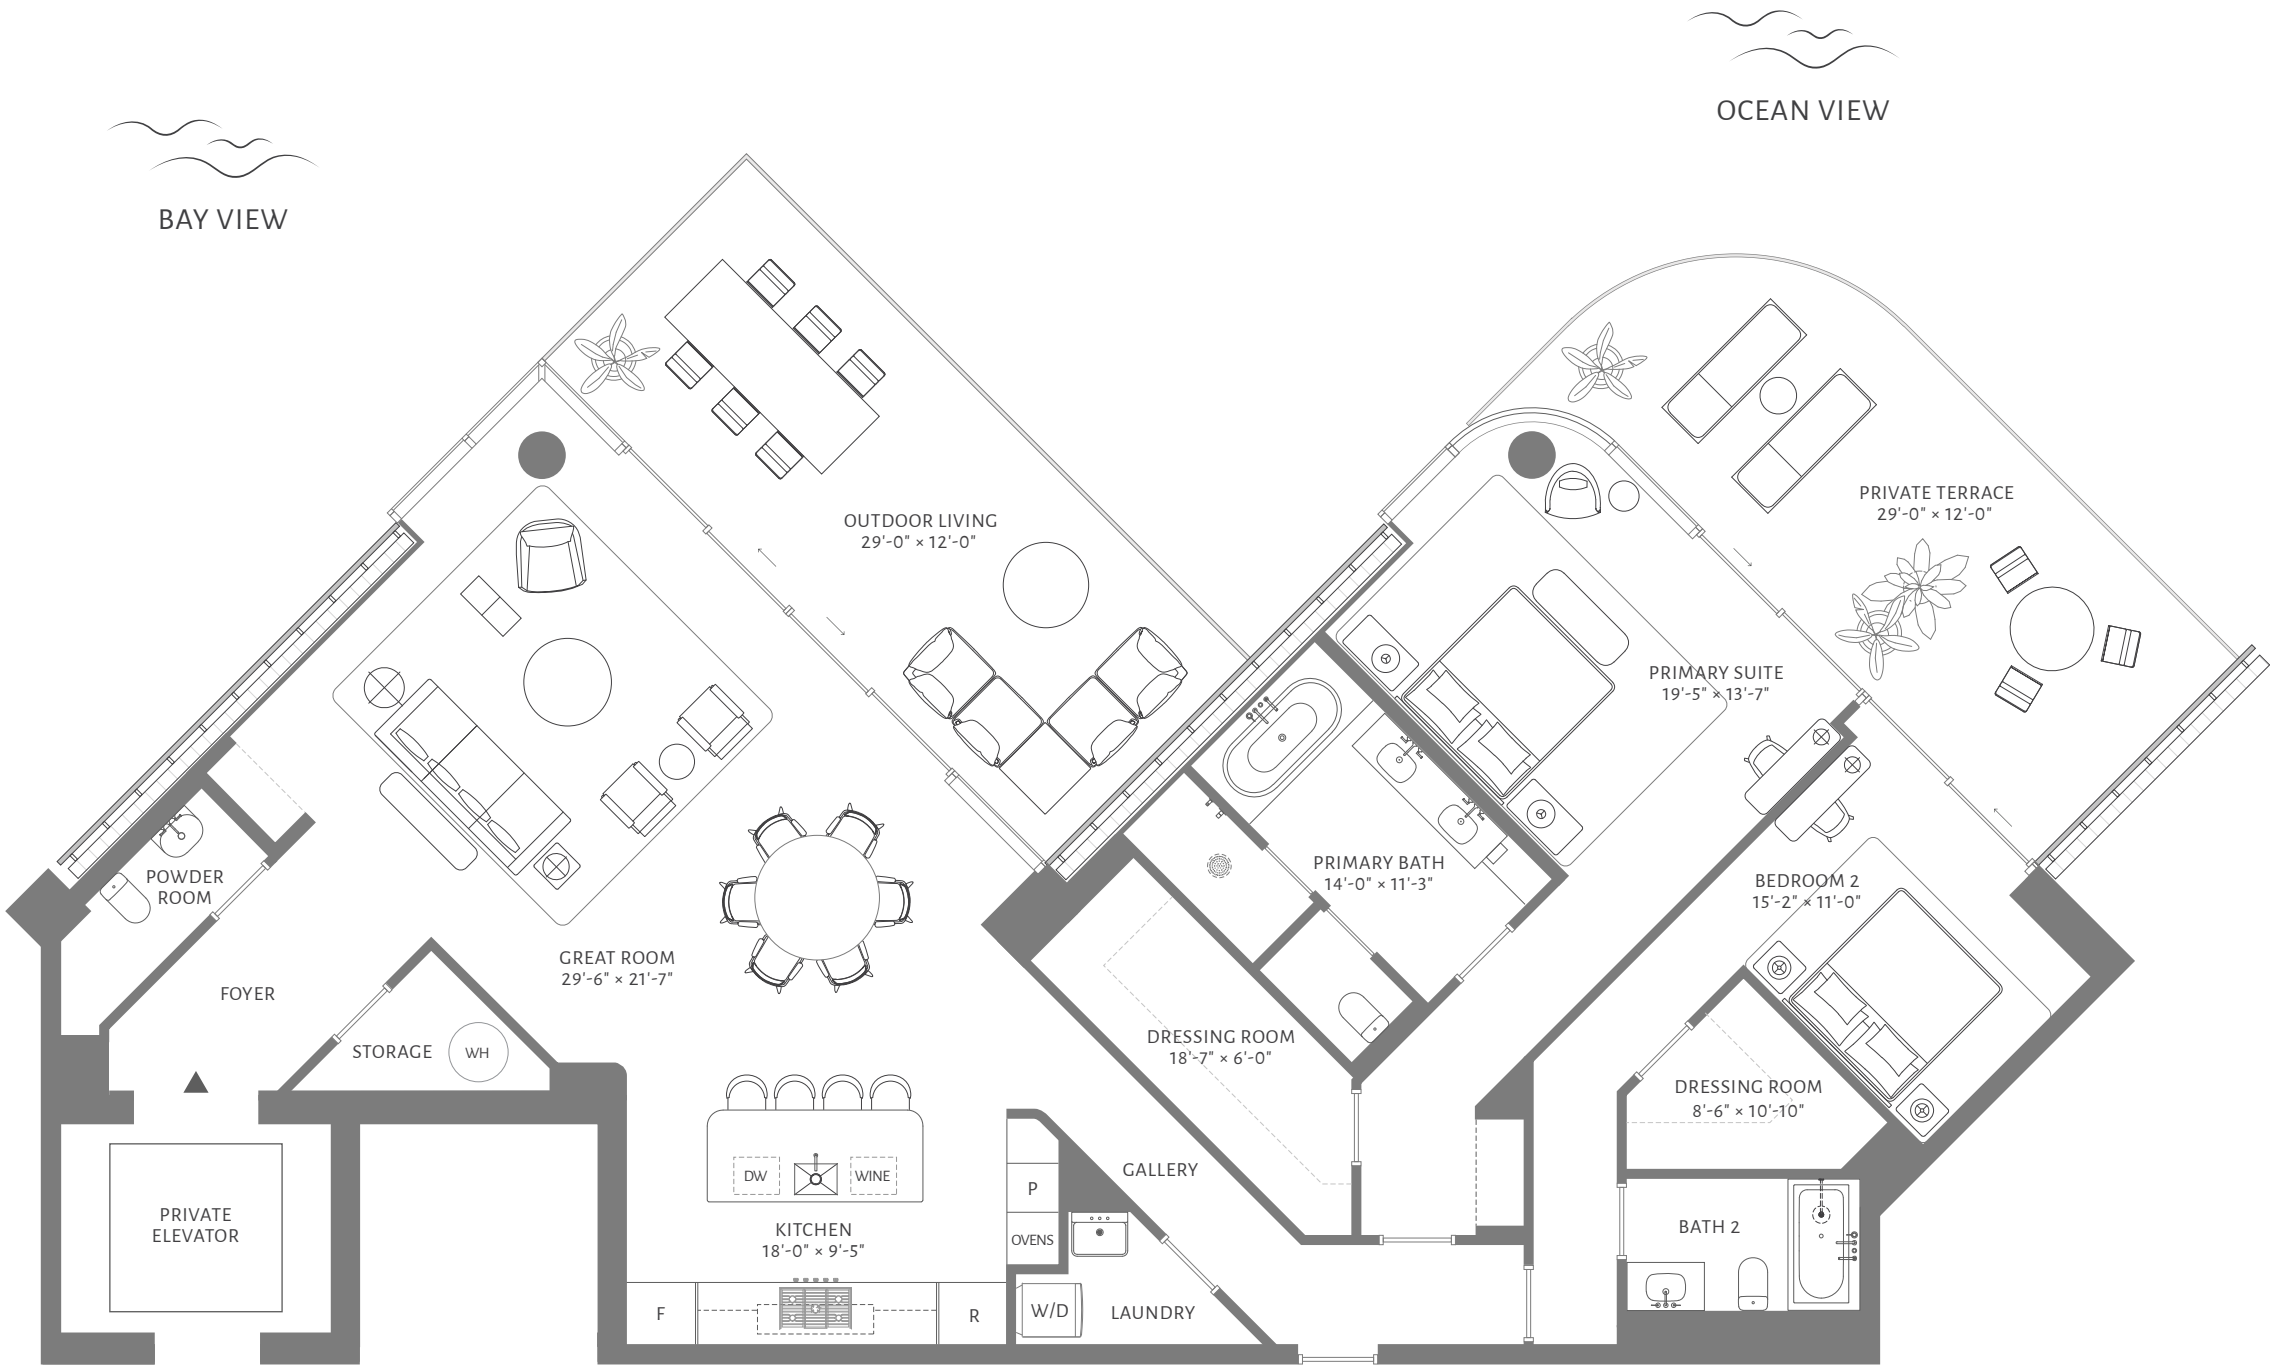 OCEAN VIEW
BAY VIEW
OUTDOOR LIVING
29'-0" × 12'-0"
PRIVATE TERRACE
29'-0" × 12'-0"
PRIMARY SUITE
19'-5" × 13'-7"
POWDER
ROOM
PRIMARY BATH
14'-0" × 11'-3"
BEDROOM 2
15'-2" × 11'-0"
GREAT ROOM
29'-6" × 21'-7"
FOYER
STORAGE
WH
DRESSING ROOM
18'-7" × 6'-0"
DRESSING ROOM
8'-6" × 10'-10"
GALLERY
DW
WINE
P
PRIVATE
ELEVATOR
KITCHEN
18'-0" × 9'-5"
OVENS
BATH 2
F
R
W/D
LAUNDRY